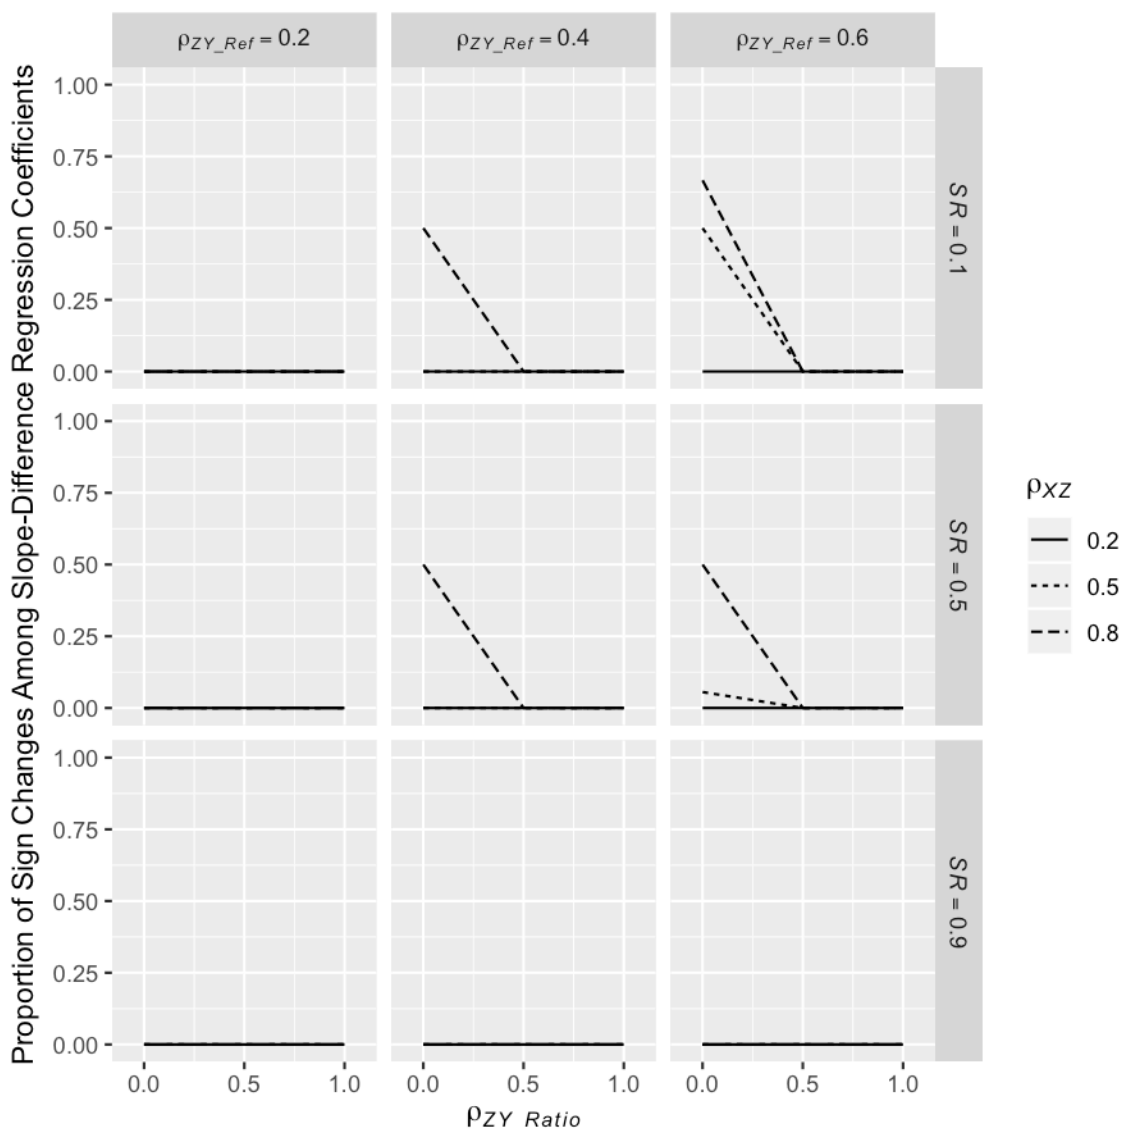 ρZY_Ref = 0.2
ρZY_Ref = 0.4
ρZY_Ref = 0.6
Proportion of Sign Changes Among Slope-Difference Regression Coefficients
1.00
0.75
0.50
0.25
0.00
SR = 0.1
1.00
0.75
0.50
0.25
0.00
SR = 0.5
1.00
0.75
0.50
0.25
0.00
SR = 0.9
0.0 0.5 1.0
0.0 0.5 1.0
0.0 0.5 1.0
ρZY Ratio
ρXZ
0.2
0.5
0.8